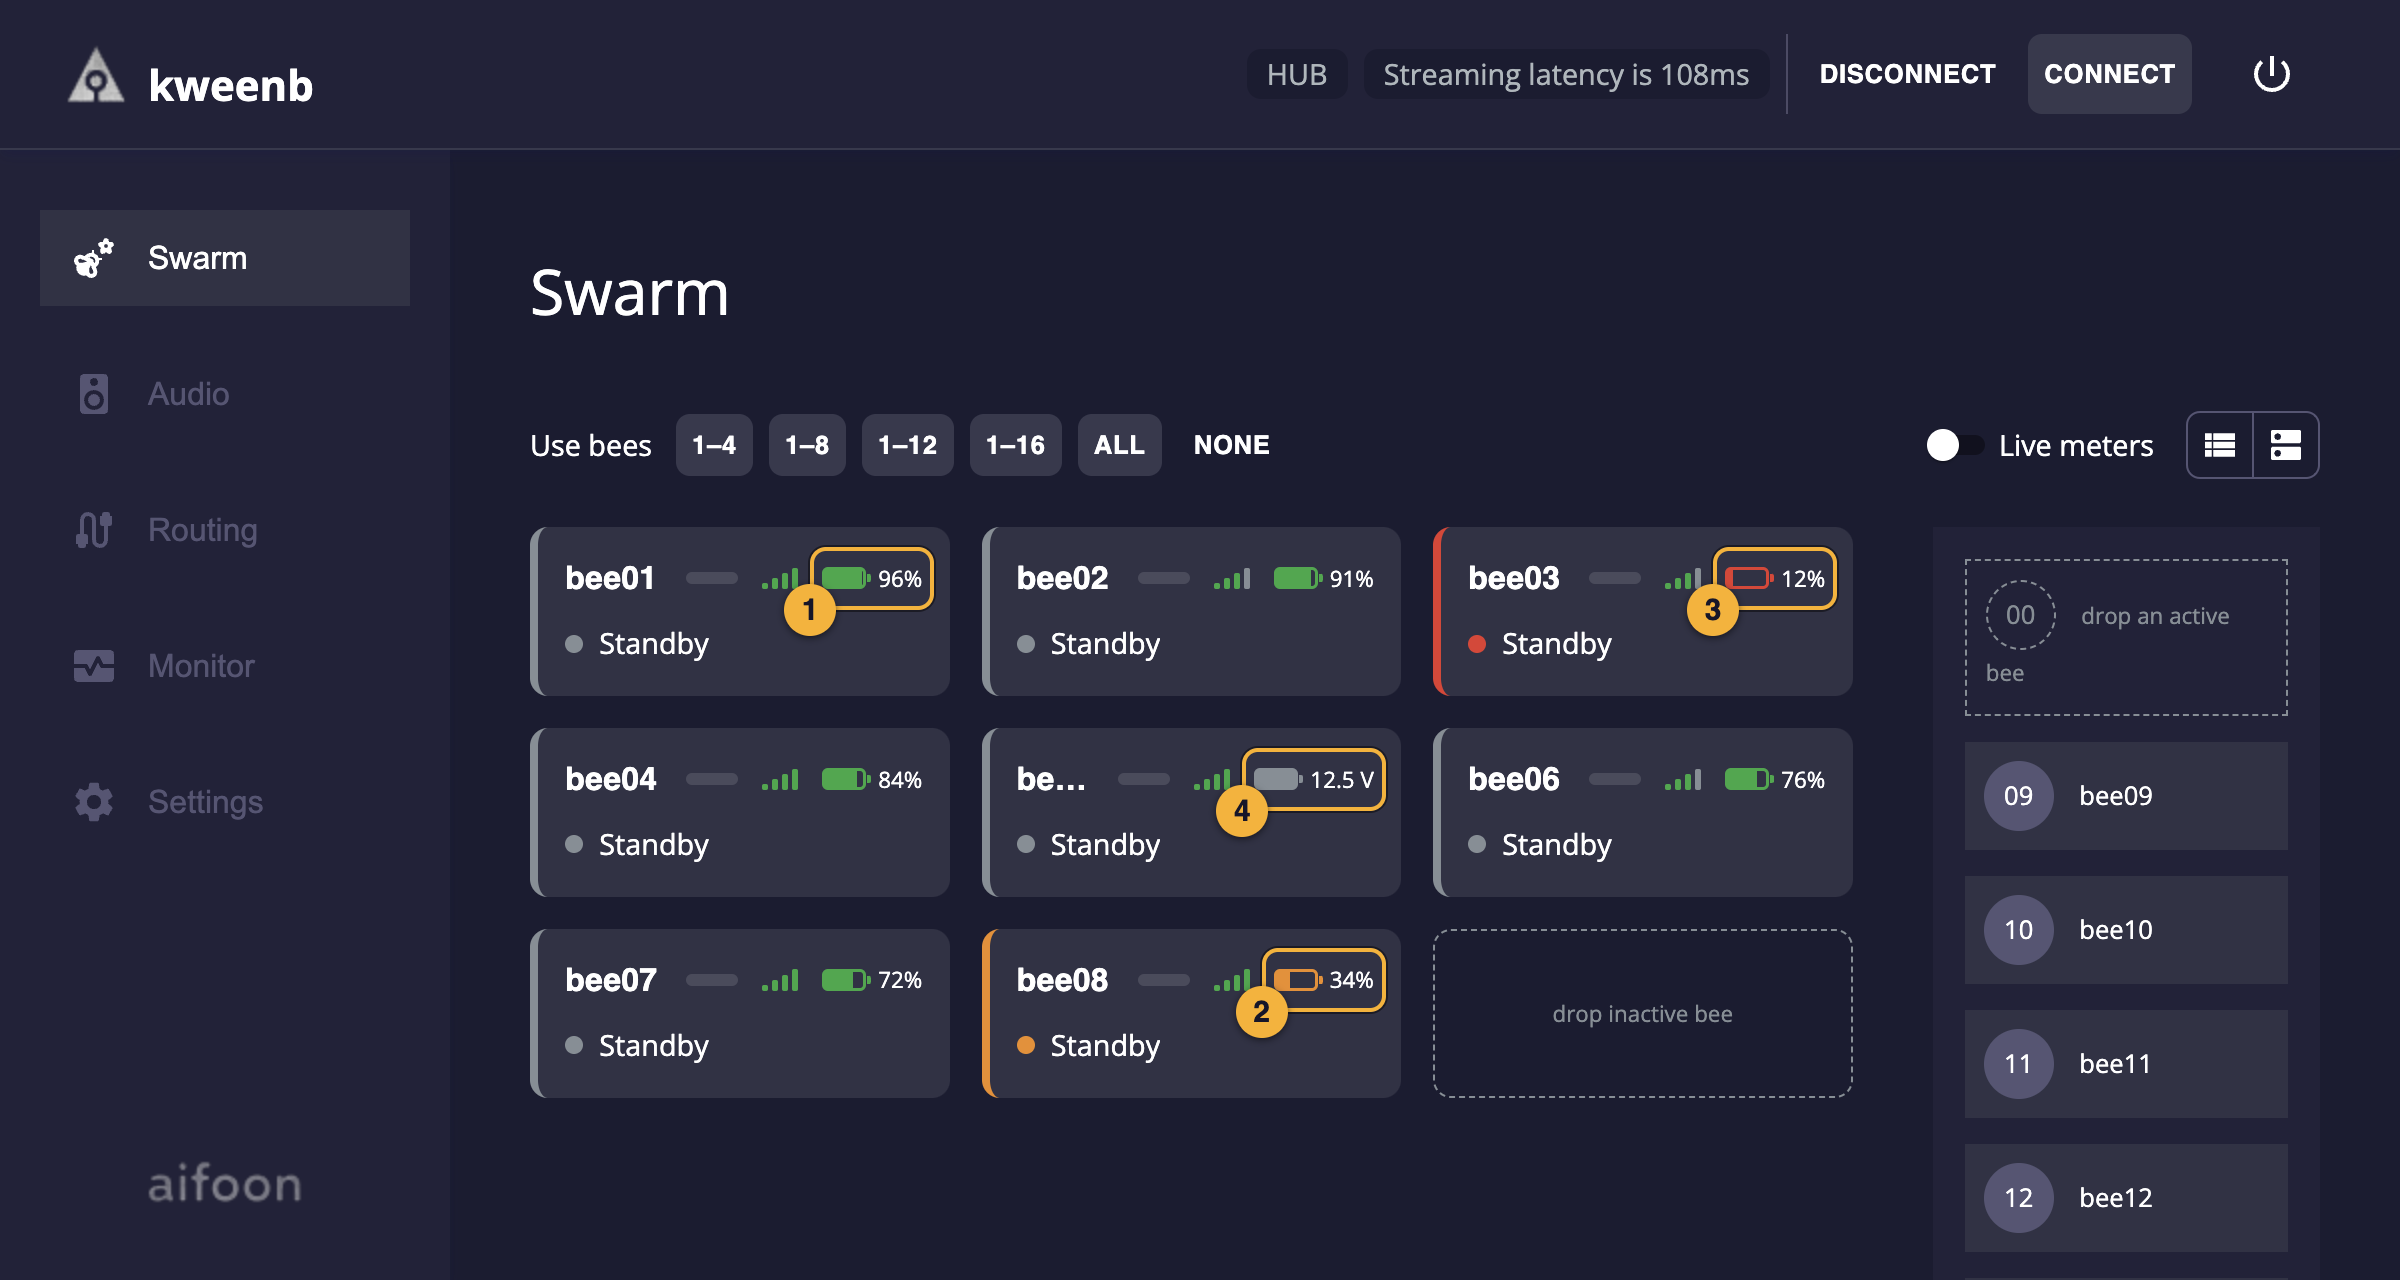 kweenb
HUB
Streaming latency is 108ms
DISCONNECT
CONNECT
Swarm
Audio
Routing
Monitor
Settings
aifoon
Swarm
Use bees
1–4
1–8
1–12
1–16
ALL
NONE
Live meters
bee01
96%
1
Standby
bee02
91%
Standby
bee03
12%
3
Standby
bee04
84%
Standby
be...
12.5 V
4
Standby
bee06
76%
Standby
bee07
72%
Standby
bee08
34%
2
Standby
drop inactive bee
00 drop an active
bee
09 bee09
10 bee10
11 bee11
12 bee12